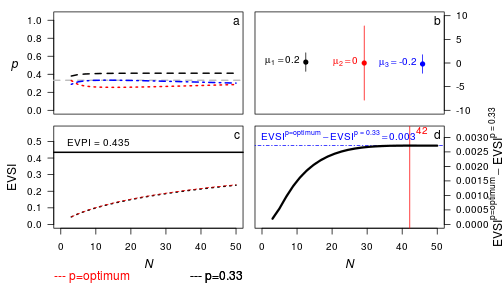 a
b
1.0
0.8
0.6
0.4
0.2
0.0
p
μ1 = 0.2
μ2 = 0
μ3 = -0.2
10
5
0
-5
-10
c
d
EVPI = 0.435
0.5
0.4
0.3
0.2
0.1
0.0
EVSI
EVSI^p=optimum − EVSI^p = 0.33 = 0.003
42
0.0030
0.0025
0.0020
0.0015
0.0010
0.0005
0.0000
EVSI^p=optimum − EVSI^p = 0.33
0 10 20 30 40 50
0 10 20 30 40 50
N
N
--- p=optimum
--- p=0.33